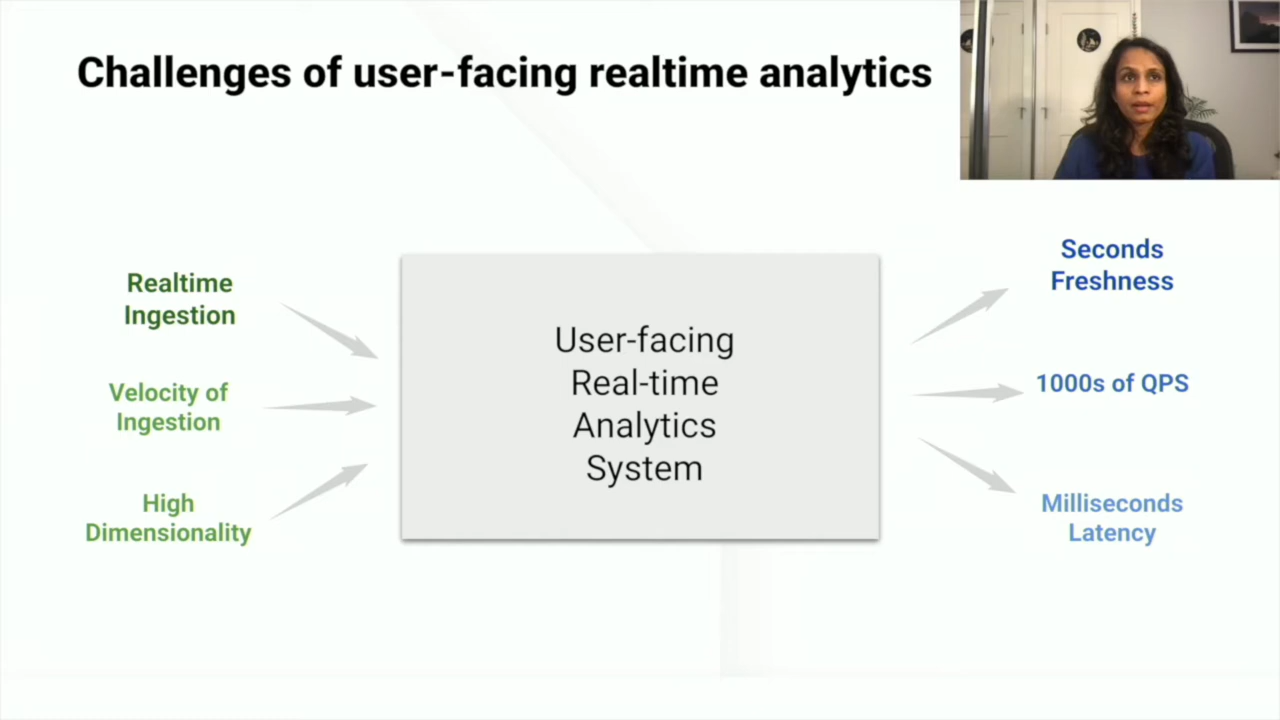 Challenges of user-facing realtime analytics
Realtime
Ingestion
Velocity of
Ingestion
High
Dimensionality
User-facing
Real-time
Analytics
System
Seconds
Freshness
1000s of QPS
Milliseconds
Latency